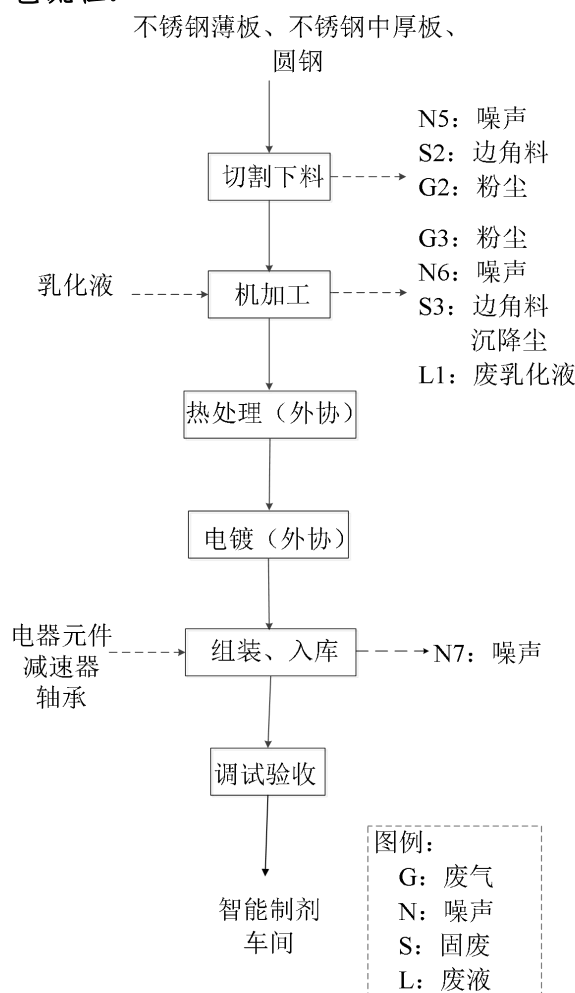 不锈钢薄板、不锈钢中厚板、
圆钢
切割下料
N5：噪声
S2：边角料
G2：粉尘
乳化液
机加工
G3：粉尘
N6：噪声
S3：边角料
沉降尘
L1：废乳化液
热处理（外协）
电镀（外协）
电器元件
减速器
轴承
组装、入库
N7：噪声
调试验收
智能制剂
车间
图例：
G：废气
N：噪声
S：固废
L：废液